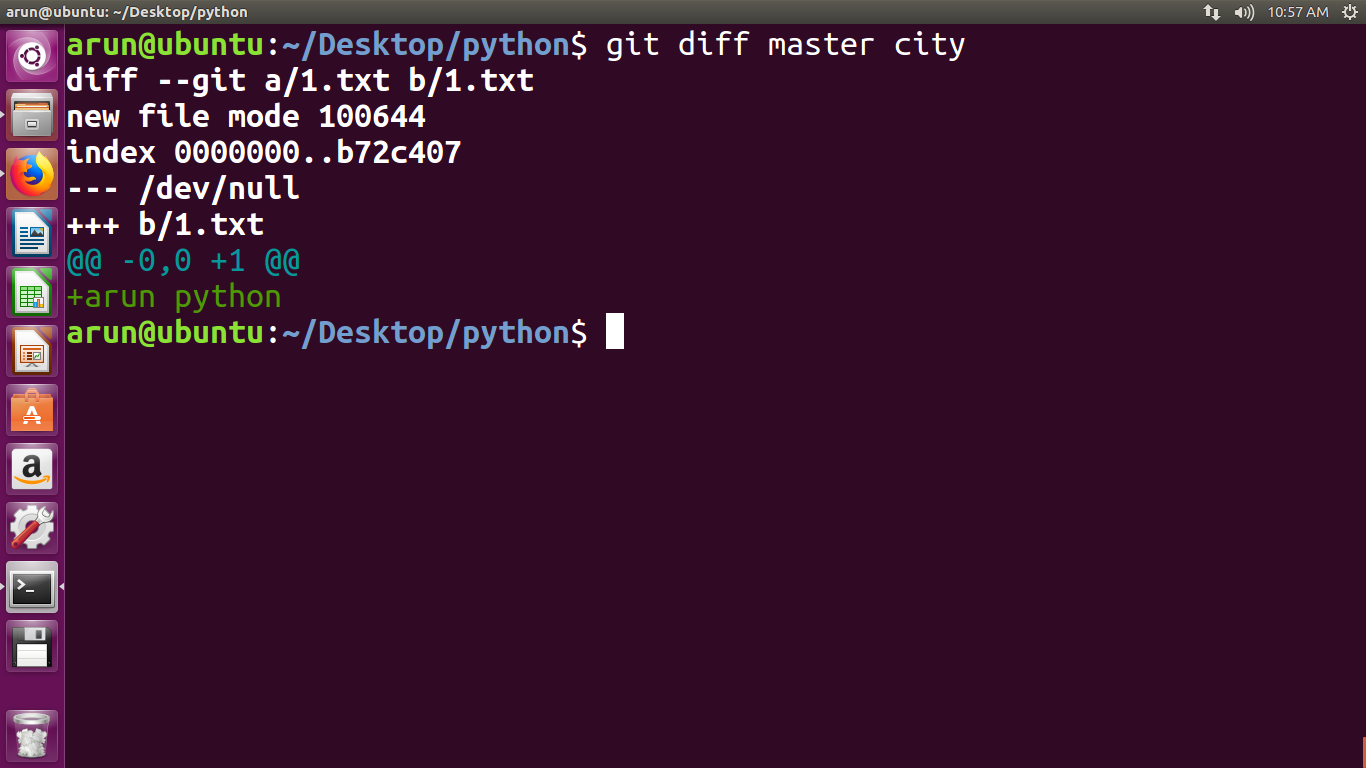 arun@ubuntu: ~/Desktop/python
10:57 AM
arun@ubuntu:~/Desktop/python$ git diff master city
diff --git a/1.txt b/1.txt
new file mode 100644
index 0000000..b72c407
--- /dev/null
+++ b/1.txt
@@ -0,0 +1 @@
+arun python
arun@ubuntu:~/Desktop/python$